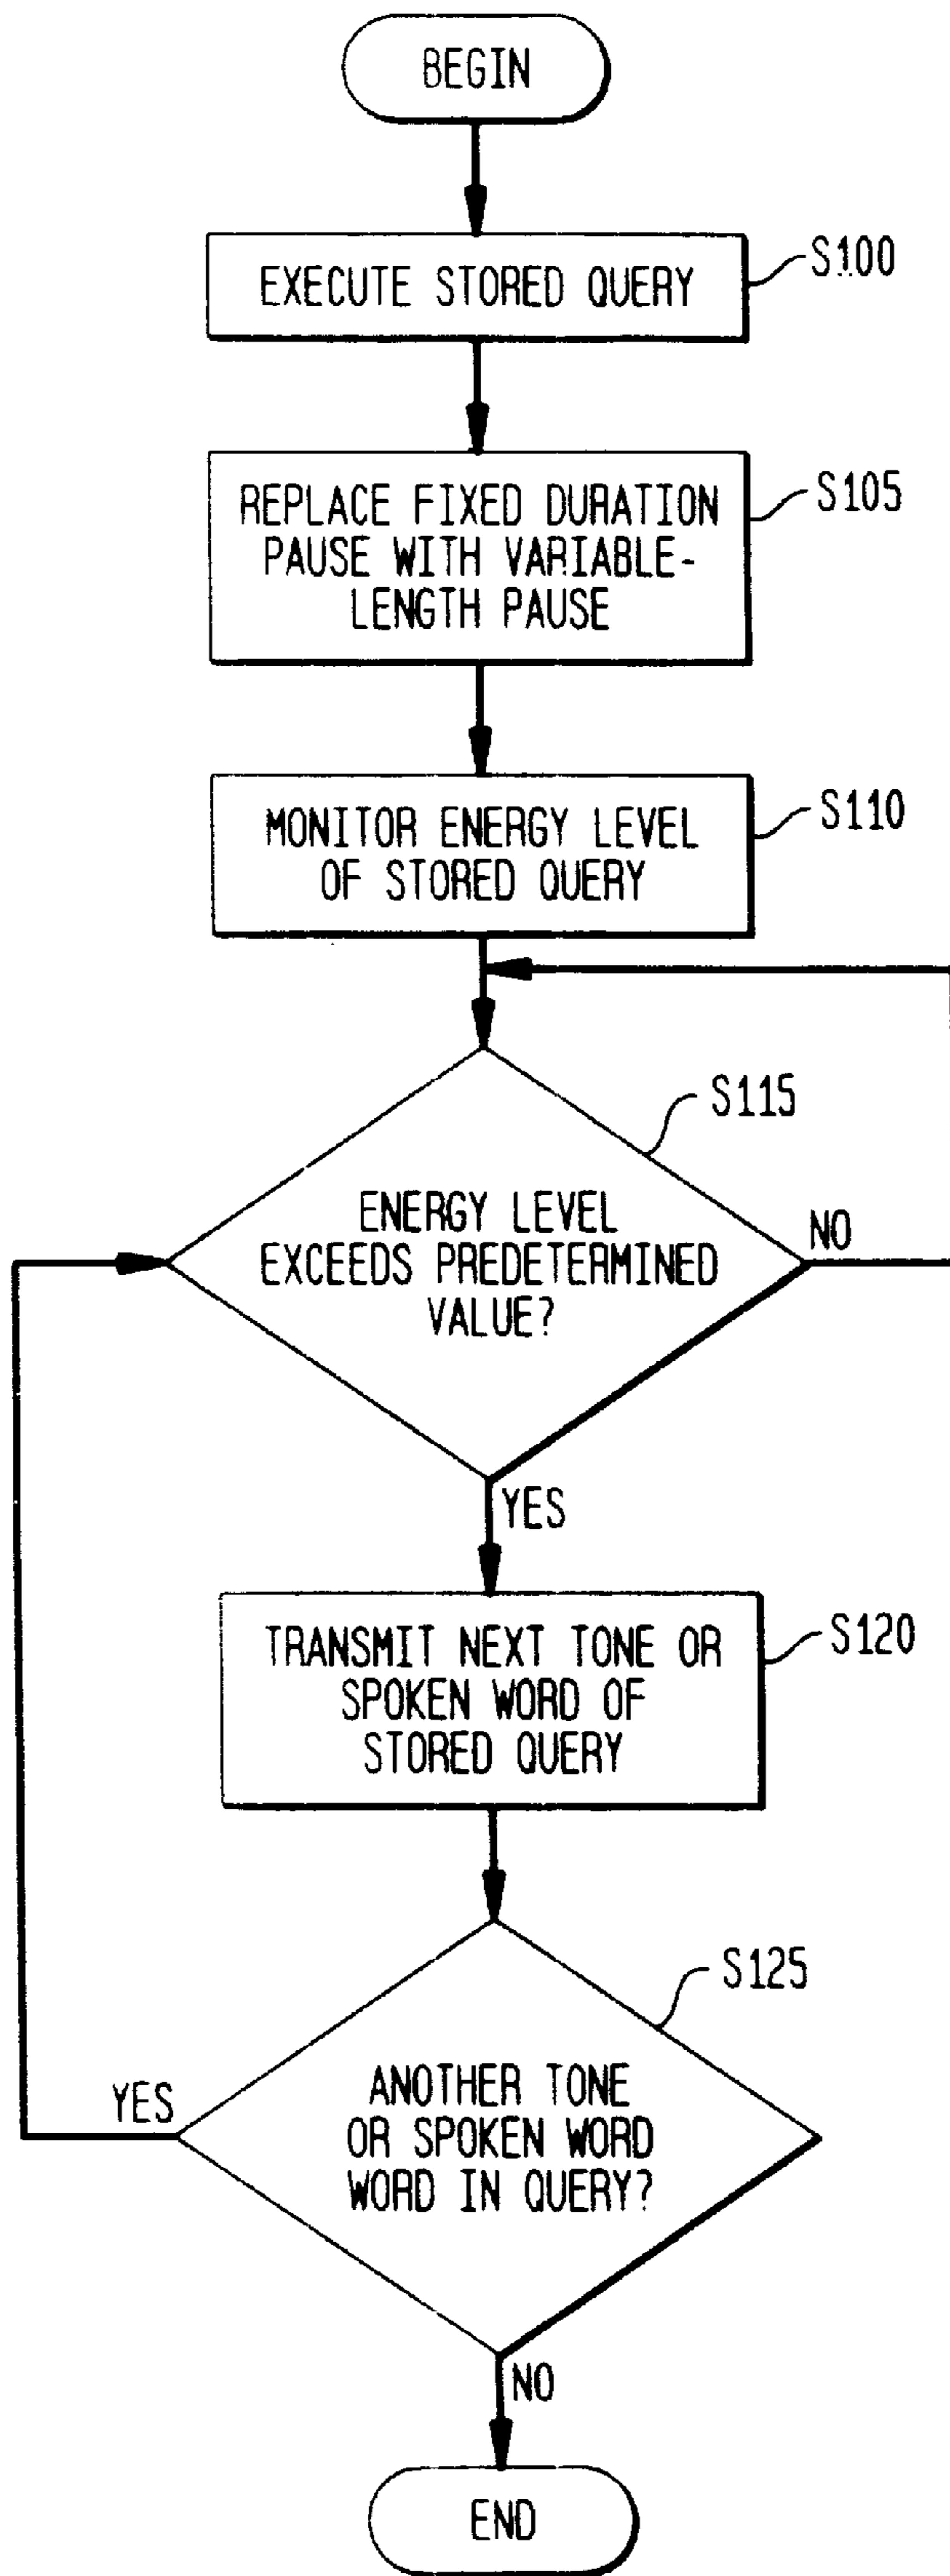 BEGIN
EXECUTE STORED QUERY
S100
REPLACE FIXED DURATION
PAUSE WITH VARIABLE-
LENGTH PAUSE
S105
MONITOR ENERGY LEVEL
OF STORED QUERY
S110
S115
ENERGY LEVEL
EXCEEDS PREDETERMINED
VALUE?
NO
YES
TRANSMIT NEXT TONE OR
SPOKEN WORD OF
STORED QUERY
S120
S125
ANOTHER TONE
OR SPOKEN WORD
WORD IN QUERY?
YES
NO
END